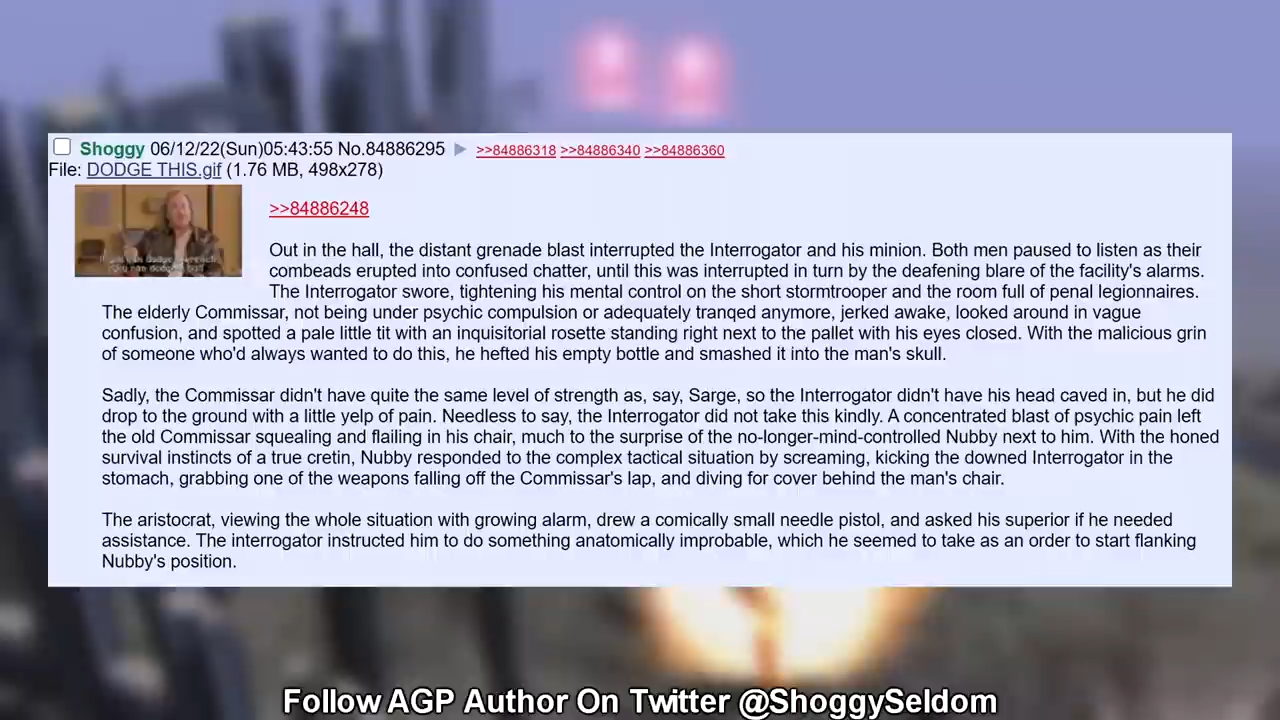 Shoggy 06/12/22(Sun)05:43:55 No.84886295 ▶ >>84886318 >>84886340 >>84886360
File: DODGE THIS.gif (1.76 MB, 498x278)
>>84886248
Out in the hall, the distant grenade blast interrupted the Interrogator and his minion. Both men paused to listen as their
combeads erupted into confused chatter, until this was interrupted in turn by the deafening blare of the facility's alarms.
The Interrogator swore, tightening his mental control on the short stormtrooper and the room full of penal legionnaires.
The elderly Commissar, not being under psychic compulsion or adequately tranqed anymore, jerked awake, looked around in vague
confusion, and spotted a pale little tit with an inquisitorial rosette standing right next to the pallet with his eyes closed. With the malicious grin
of someone who'd always wanted to do this, he hefted his empty bottle and smashed it into the man's skull.
Sadly, the Commissar didn't have quite the same level of strength as, say, Sarge, so the Interrogator didn't have his head caved in, but he did
drop to the ground with a little yelp of pain. Needless to say, the Interrogator did not take this kindly. A concentrated blast of psychic pain left
the old Commissar squealing and flailing in his chair, much to the surprise of the no-longer-mind-controlled Nubby next to him. With the honed
survival instincts of a true cretin, Nubby responded to the complex tactical situation by screaming, kicking the downed Interrogator in the
stomach, grabbing one of the weapons falling off the Commissar's lap, and diving for cover behind the man's chair.
The aristocrat, viewing the whole situation with growing alarm, drew a comically small needle pistol, and asked his superior if he needed
assistance. The interrogator instructed him to do something anatomically improbable, which he seemed to take as an order to start flanking
Nubby's position.
Follow AGP Author On Twitter @ShoggySeldom